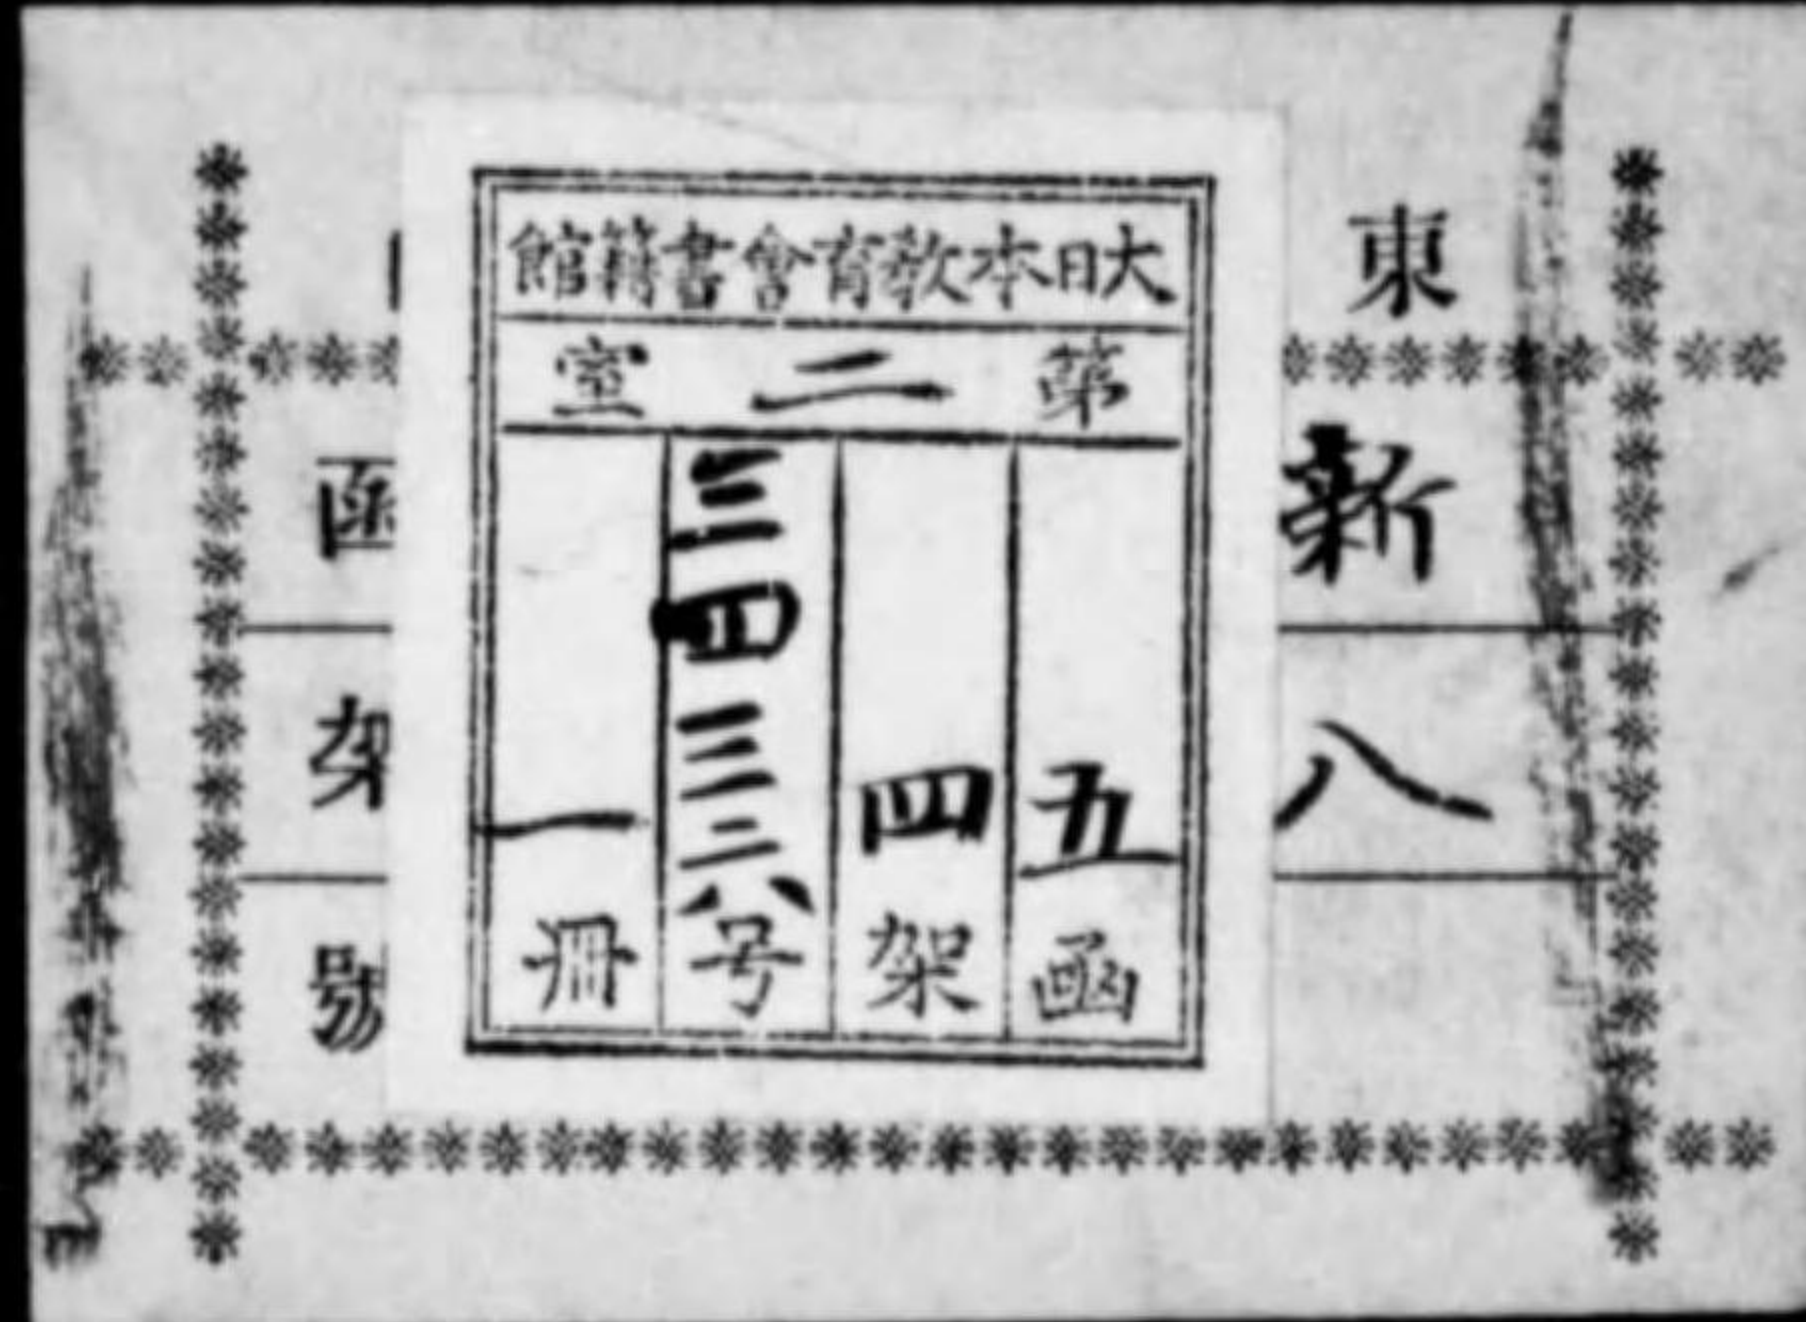 東
新函
八架
號
大日本教育會書籍館
第二室
五函
四架
三四三二八号
一冊